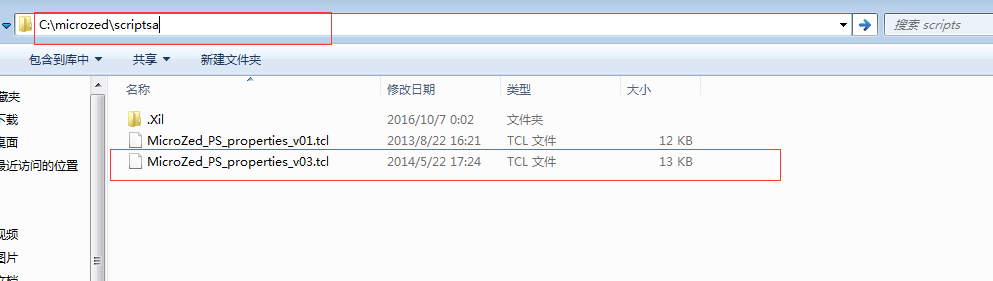 C:\microzed\scriptsa 搜索 scripts
包含到库中 共享 新建文件夹
名称 修改日期 类型 大小
藏夹
.Xil 2016/10/7 0:02 文件夹
下载
MicroZed_PS_properties_v01.tcl 2013/8/22 16:21 TCL 文件 12 KB
桌面
MicroZed_PS_properties_v03.tcl 2014/5/22 17:24 TCL 文件 13 KB
最近访问的位置
视频
图片
文档